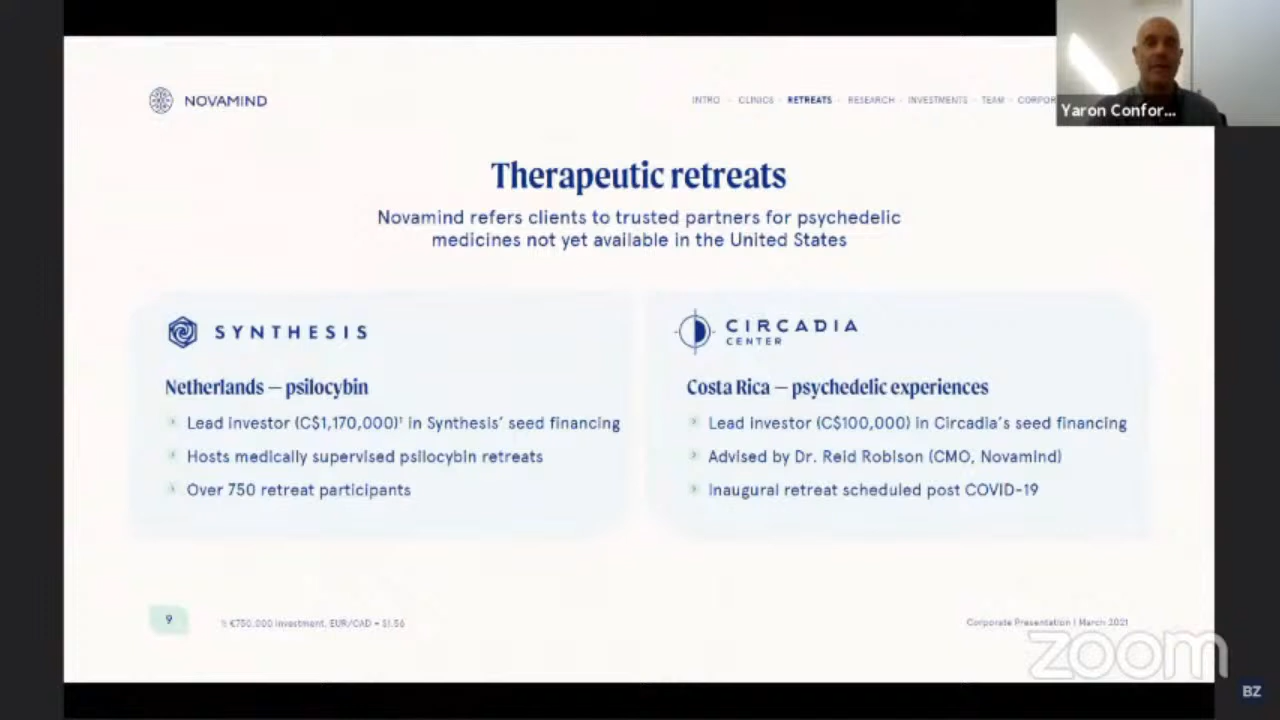 NOVAMIND
INTRO · CLINICS · RETREATS · RESEARCH · INVESTMENTS · TEAM · CORPOR
Yaron Confor...
Therapeutic retreats
Novamind refers clients to trusted partners for psychedelic
medicines not yet available in the United States
SYNTHESIS
Netherlands — psilocybin
Lead investor (C$1,170,000)¹ in Synthesis' seed financing
Hosts medically supervised psilocybin retreats
Over 750 retreat participants
CIRCADIA
CENTER
Costa Rica — psychedelic experiences
Lead investor (C$100,000) in Circadia's seed financing
Advised by Dr. Reid Robison (CMO, Novamind)
Inaugural retreat scheduled post COVID-19
9
1: €750,000 investment, EUR/CAD = $1.56
Corporate Presentation | March 2021
zoom
BZ